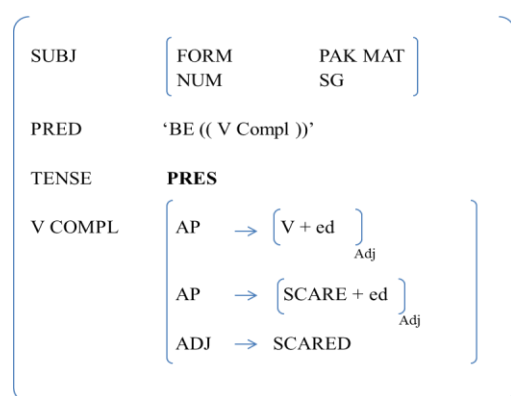 SUBJ FORM PAK MAT
NUM SG
PRED ‘BE (( V Compl ))’
TENSE PRES
V COMPL AP → V + ed
Adj
AP → SCARE + ed
Adj
ADJ → SCARED